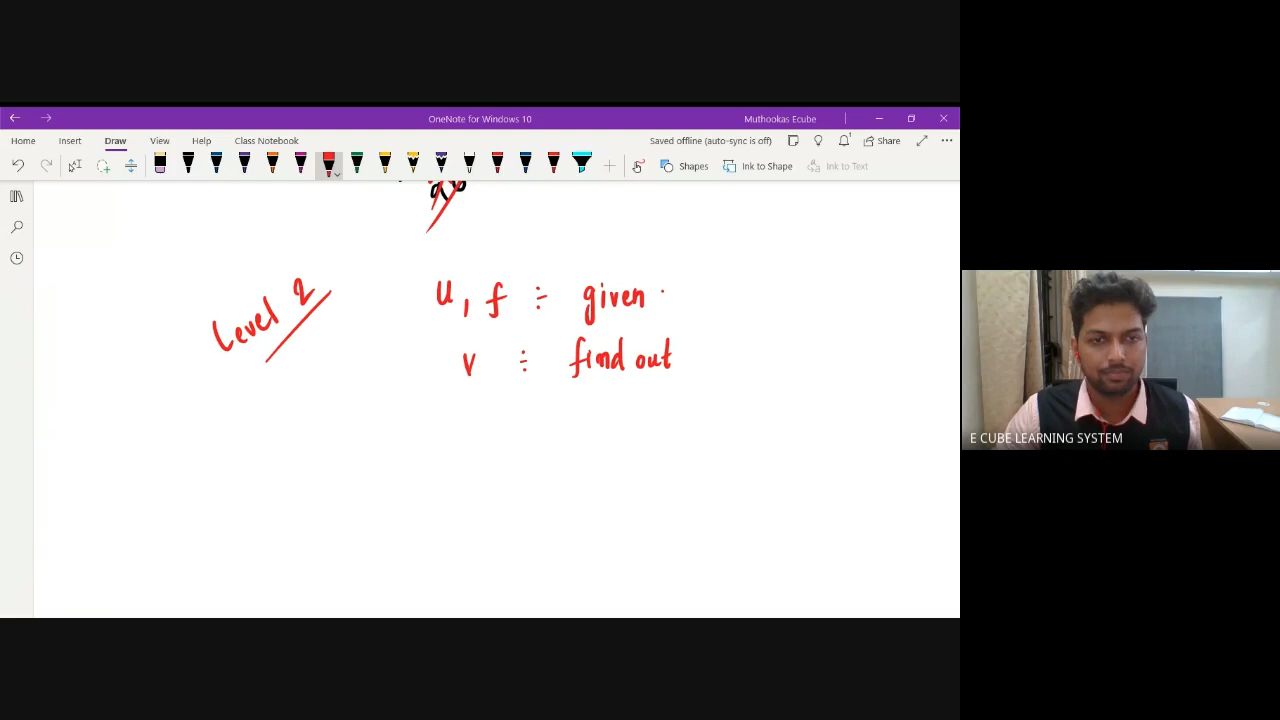 OneNote for Windows 10
Muthookas Ecube
Home Insert Draw View Help Class Notebook
Saved offline (auto-sync is off)
Share
Shapes
Ink to Shape
Ink to Text
Level 2
u, f ÷ given
v ÷ find out
E CUBE LEARNING SYSTEM